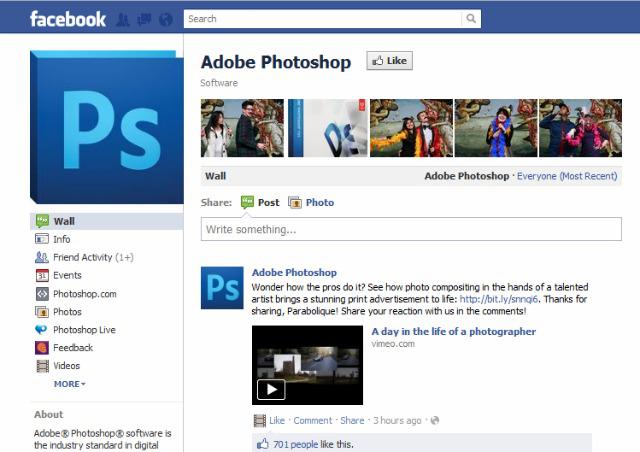 facebook
Search
Ps
Adobe Photoshop
Like
Software
Wall
Adobe Photoshop · Everyone (Most Recent)
Share: Post Photo
Write something...
Wall
Info
Friend Activity (1+)
31 Events
Photoshop.com
Photos
Photoshop Live
Feedback
Videos
MORE
About
Adobe® Photoshop® software is
the industry standard in digital
Ps
Adobe Photoshop
Wonder how the pros do it? See how photo compositing in the hands of a talented
artist brings a stunning print advertisement to life: http://bit.ly/snnqi6. Thanks for
sharing, Parabolique! Share your reaction with us in the comments!
A day in the life of a photographer
vimeo.com
Like · Comment · Share · 3 hours ago ·
701 people like this.